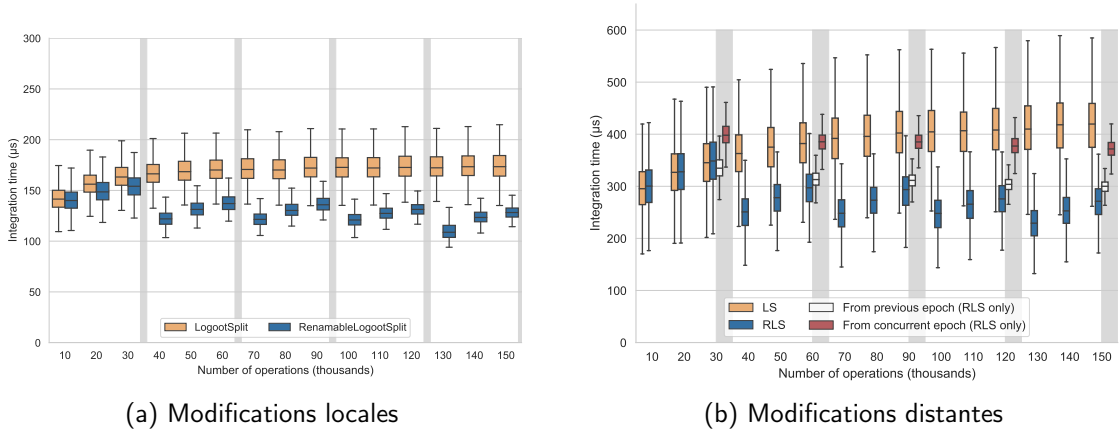 300
250
200
150
100
50
0
Integration time (µs)
LogootSplit
RenamableLogootSplit
10 20 30 40 50 60 70 80 90 100 110 120 130 140 150
Number of operations (thousands)
(a) Modifications locales
600
500
400
300
200
100
0
Integration time (µs)
LS
RLS
From previous epoch (RLS only)
From concurrent epoch (RLS only)
10 20 30 40 50 60 70 80 90 100 110 120 130 140 150
Number of operations (thousands)
(b) Modifications distantes